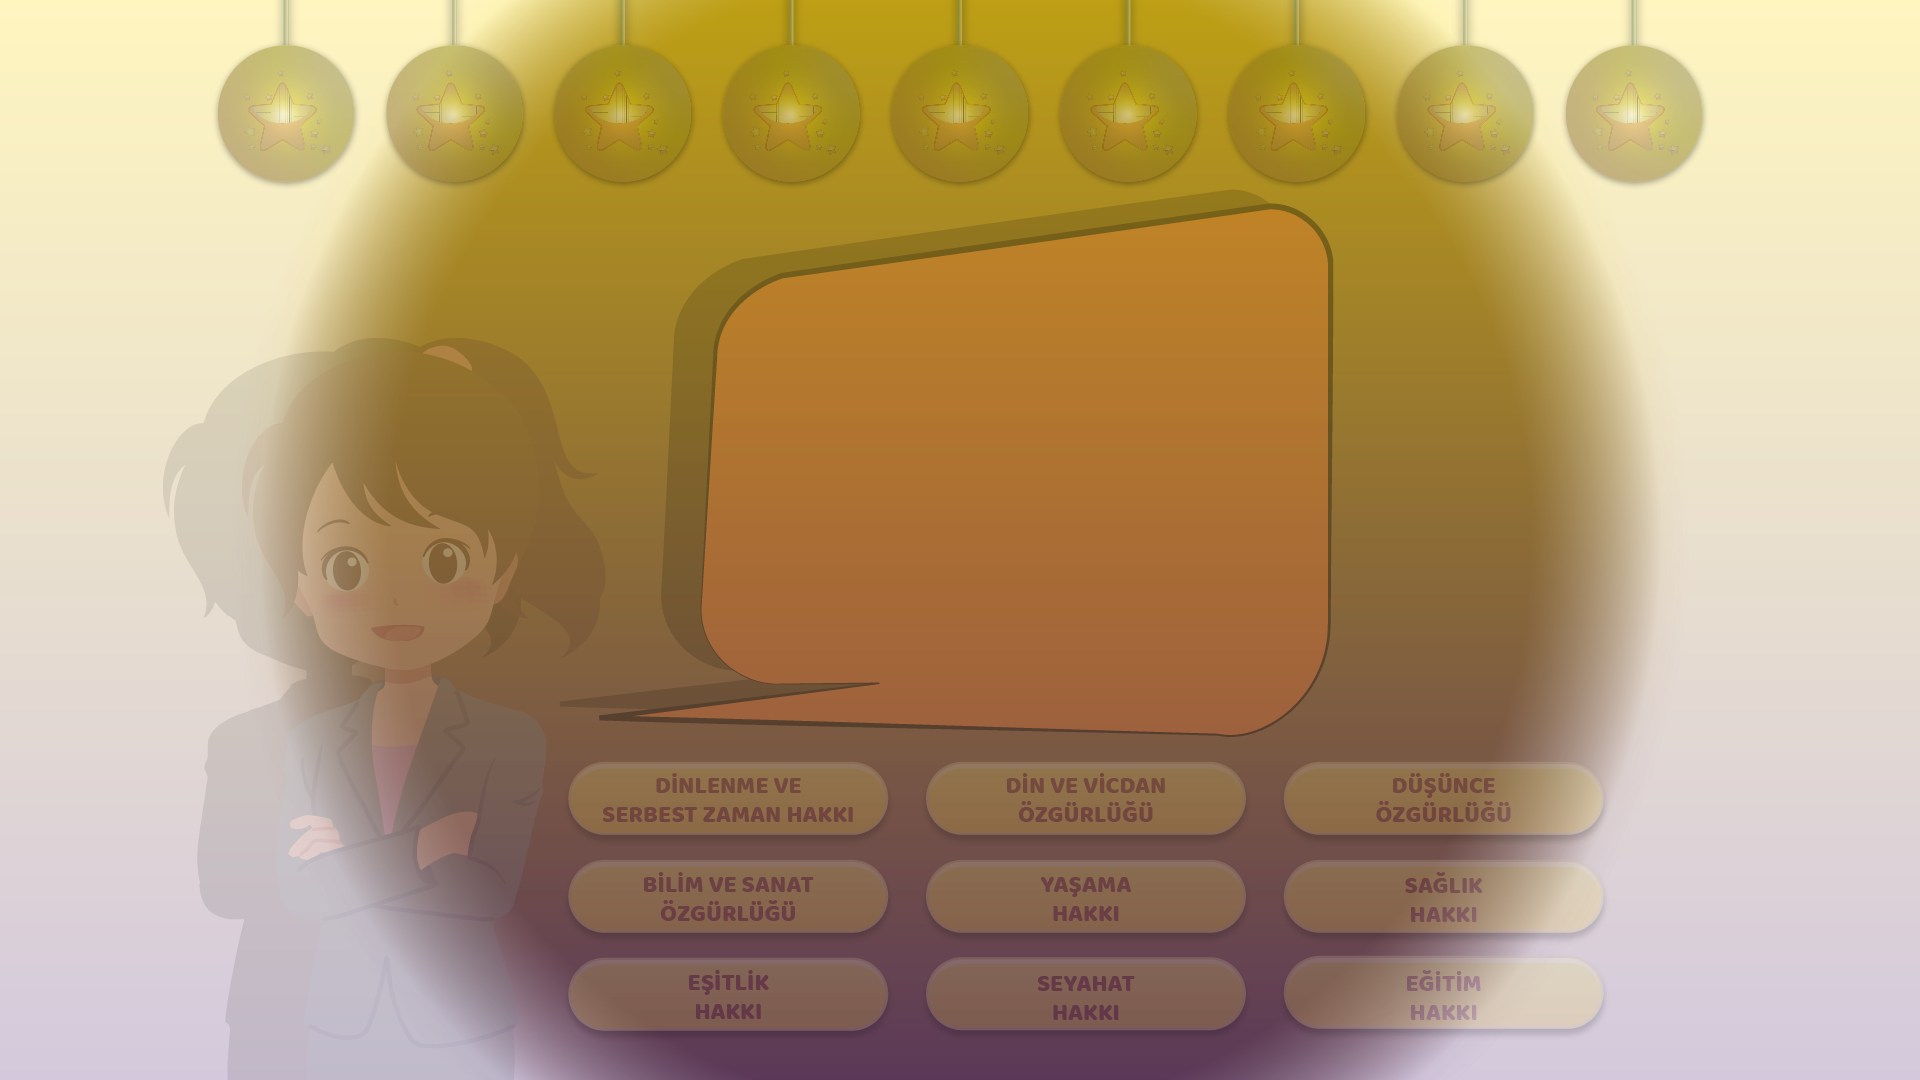 DİNLENME VE
SERBEST ZAMAN HAKKI
DİN VE VİCDAN
ÖZGÜRLÜĞÜ
DÜŞÜNCE
ÖZGÜRLÜĞÜ
BİLİM VE SANAT
ÖZGÜRLÜĞÜ
YAŞAMA
HAKKI
SAĞLIK
HAKKI
EŞİTLİK
HAKKI
SEYAHAT
HAKKI
EĞİTİM
HAKKI